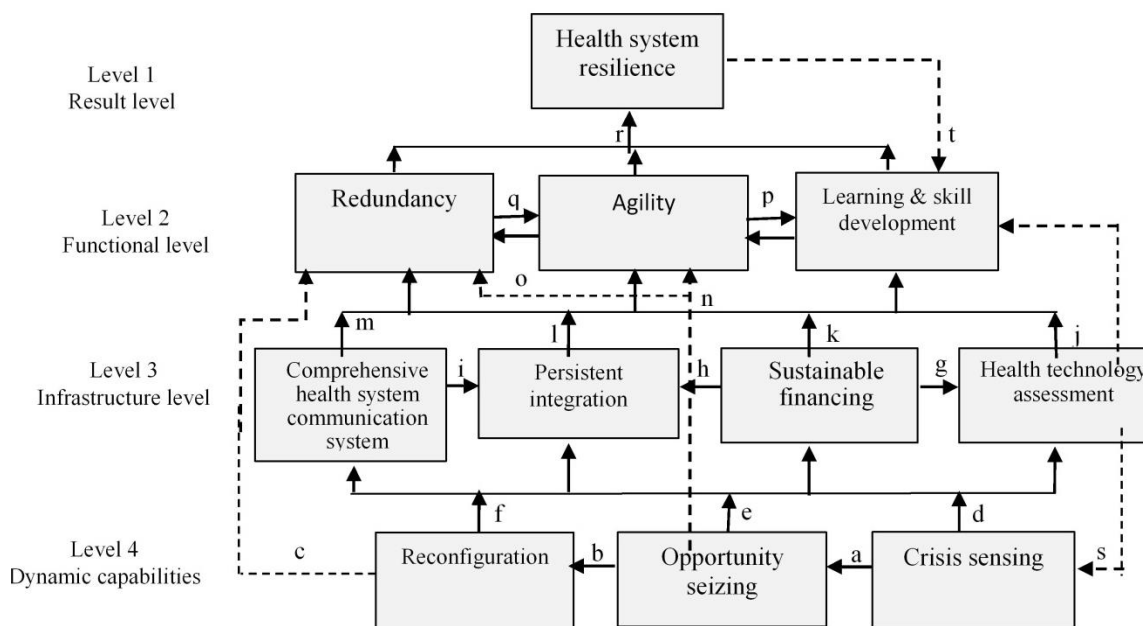 Health system
resilience
Level 1
Result level
r
t
Redundancy
q
Agility
p
Learning & skill
development
Level 2
Functional level
o
n
m
l
k
j
Level 3
Infrastructure level
Comprehensive
health system
communication
system
i
Persistent
integration
h
Sustainable
financing
g
Health technology
assessment
f
e
d
Level 4
Dynamic capabilities
c
Reconfiguration
b
Opportunity
seizing
a
Crisis sensing
s